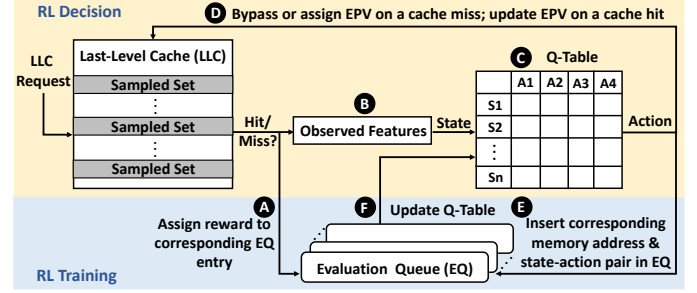 RL Decision
D Bypass or assign EPV on a cache miss; update EPV on a cache hit
Last-Level Cache (LLC)
LLC
Request
Sampled Set
⋮
Sampled Set
⋮
Sampled Set
Hit/
Miss?
B
Observed Features
State
C Q-Table
A1 A2 A3 A4
S1
S2
⋮
Sn
Action
A
Assign reward to
corresponding EQ
entry
F Update Q-Table
Evaluation Queue (EQ)
E Insert corresponding
memory address &
state-action pair in EQ
RL Training